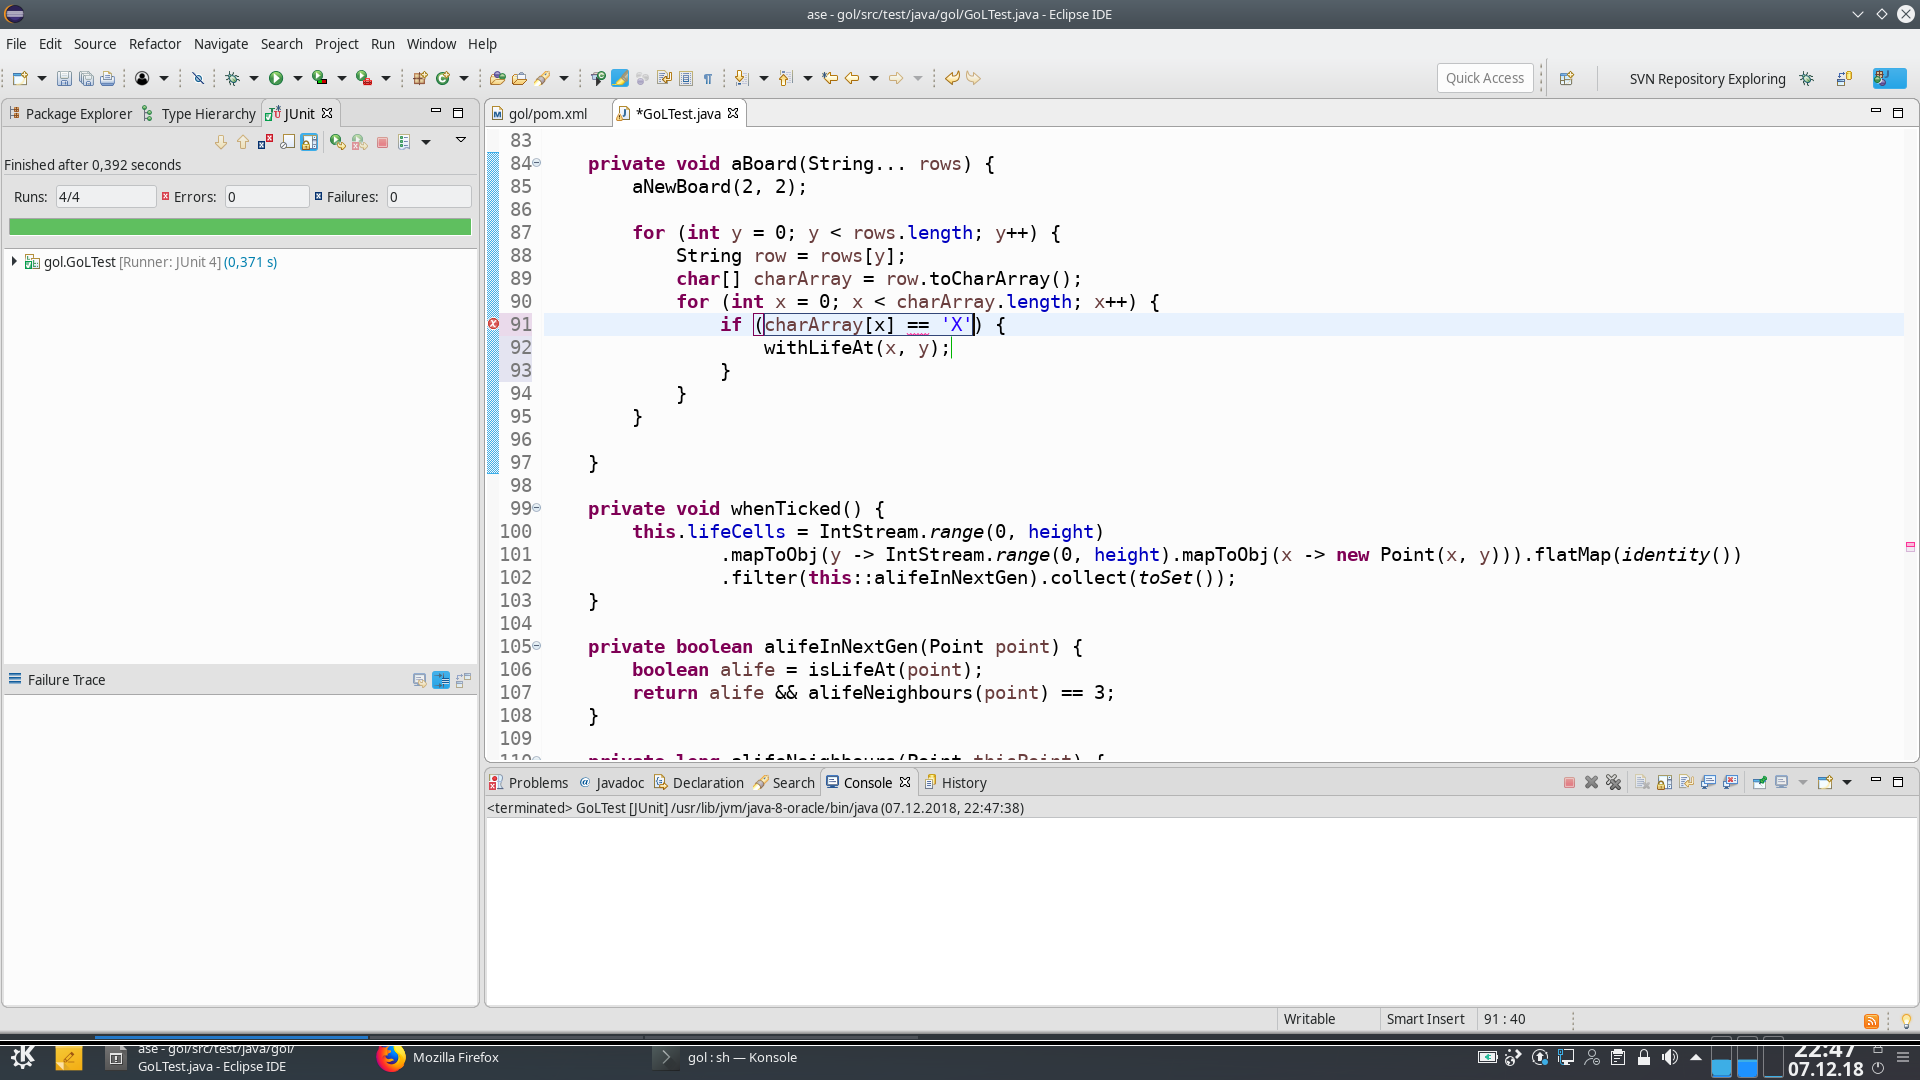 ase - gol/src/test/java/gol/GoLTest.java - Eclipse IDE
File Edit Source Refactor Navigate Search Project Run Window Help
Quick Access
SVN Repository Exploring
Package Explorer Type Hierarchy JUnit
gol/pom.xml *GoLTest.java
Finished after 0,392 seconds
Runs: 4/4 Errors: 0 Failures: 0
gol.GoLTest [Runner: JUnit 4] (0,371 s)
Failure Trace
83
84 private void aBoard(String... rows) {
85 aNewBoard(2, 2);
86
87 for (int y = 0; y < rows.length; y++) {
88 String row = rows[y];
89 char[] charArray = row.toCharArray();
90 for (int x = 0; x < charArray.length; x++) {
91 if (charArray[x] == 'X') {
92 withLifeAt(x, y);
93 }
94 }
95 }
96
97 }
98
99 private void whenTicked() {
100 this.lifeCells = IntStream.range(0, height)
101 .mapToObj(y -> IntStream.range(0, height).mapToObj(x -> new Point(x, y))).flatMap(identity())
102 .filter(this::alifeInNextGen).collect(toSet());
103 }
104
105 private boolean alifeInNextGen(Point point) {
106 boolean alife = isLifeAt(point);
107 return alife && alifeNeighbours(point) == 3;
108 }
109
110 private long alifeNeighbours(Point thisPoint) {
Problems Javadoc Declaration Search Console History
<terminated> GoLTest [JUnit] /usr/lib/jvm/java-8-oracle/bin/java (07.12.2018, 22:47:38)
Writable Smart Insert 91 : 40
ase - gol/src/test/java/gol/
GoLTest.java - Eclipse IDE
Mozilla Firefox
gol : sh — Konsole
22:47
07.12.18